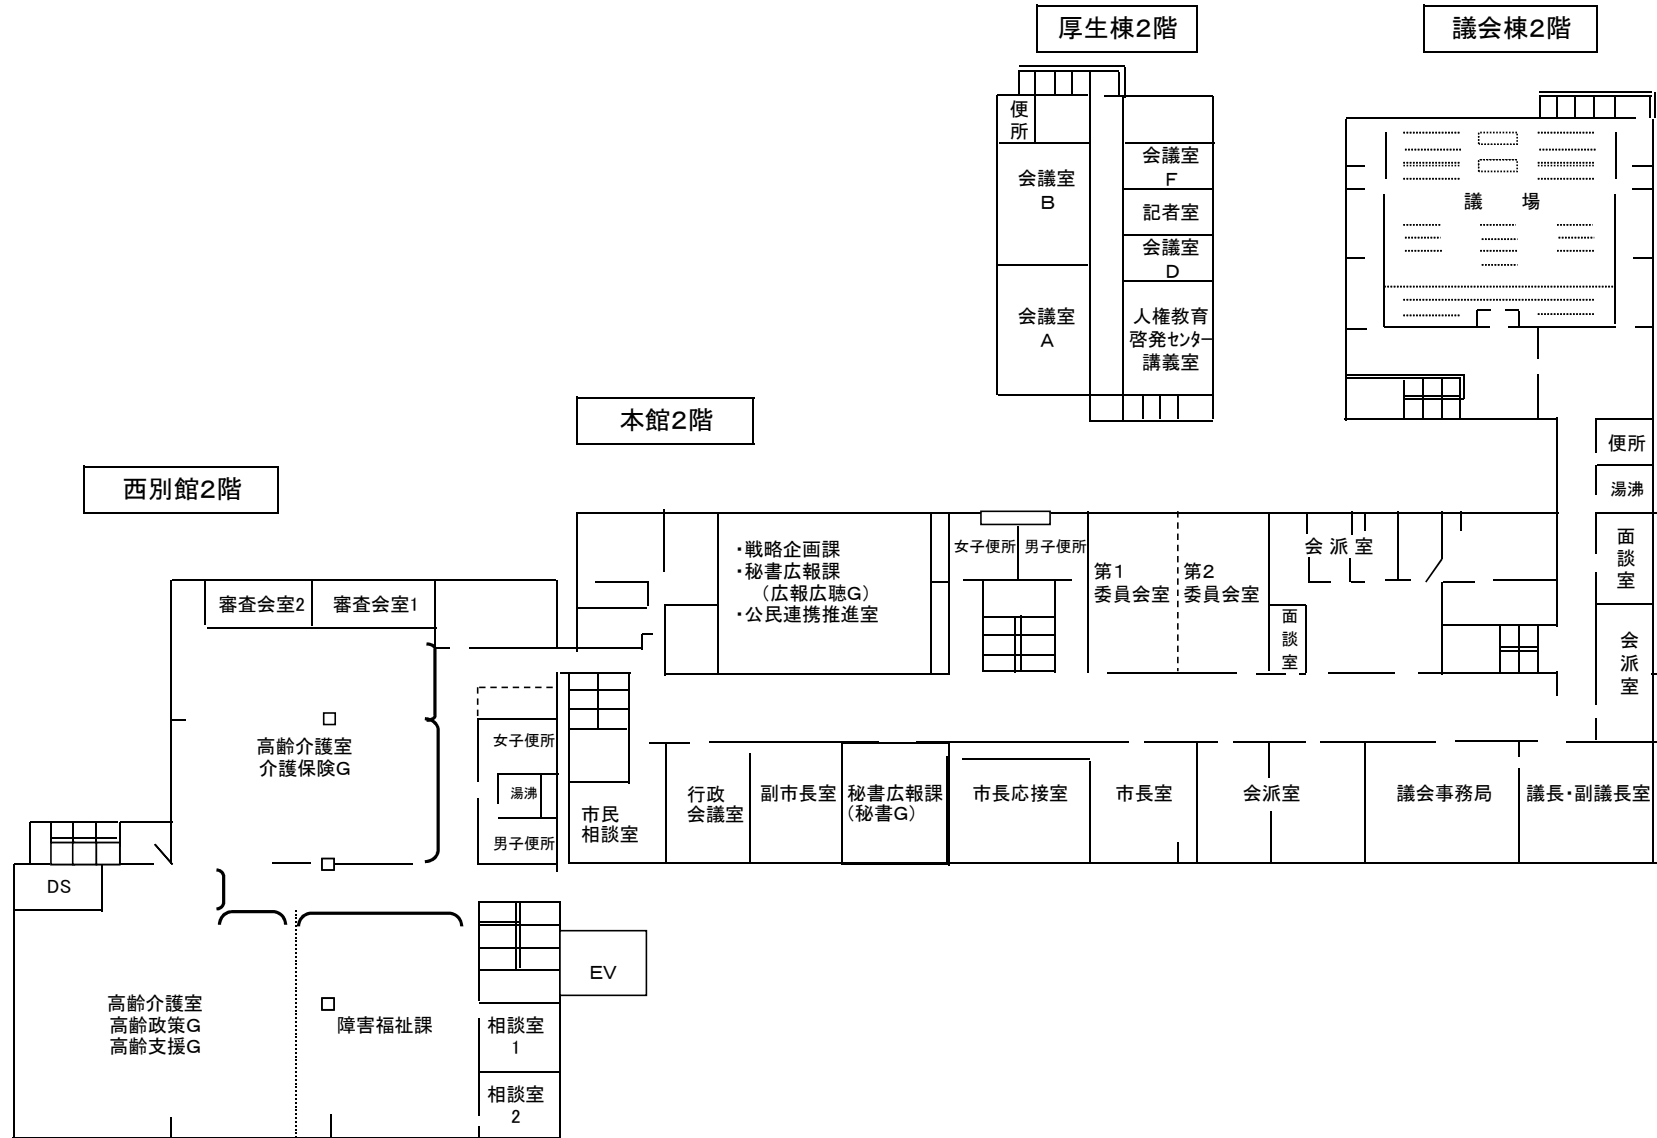 厚生棟2階
議会棟2階
便
所
会議室
F
会議室
B
記者室
会議室
D
会議室
A
人権教育
啓発センター
講義室
議 場
本館2階
西別館2階
便所
湯沸
面
談
室
会
派
室
・戦略企画課
・秘書広報課
（広報広聴G）
・公民連携推進室
女子便所
男子便所
第1
委員会室
第2
委員会室
会 派 室
面
談
室
審査会室2
審査会室1
高齢介護室
介護保険G
女子便所
湯沸
男子便所
市民
相談室
行政
会議室
副市長室
秘書広報課
（秘書G）
市長応接室
市長室
会派室
議会事務局
議長・副議長室
DS
EV
高齢介護室
高齢政策G
高齢支援G
障害福祉課
相談室
1
相談室
2